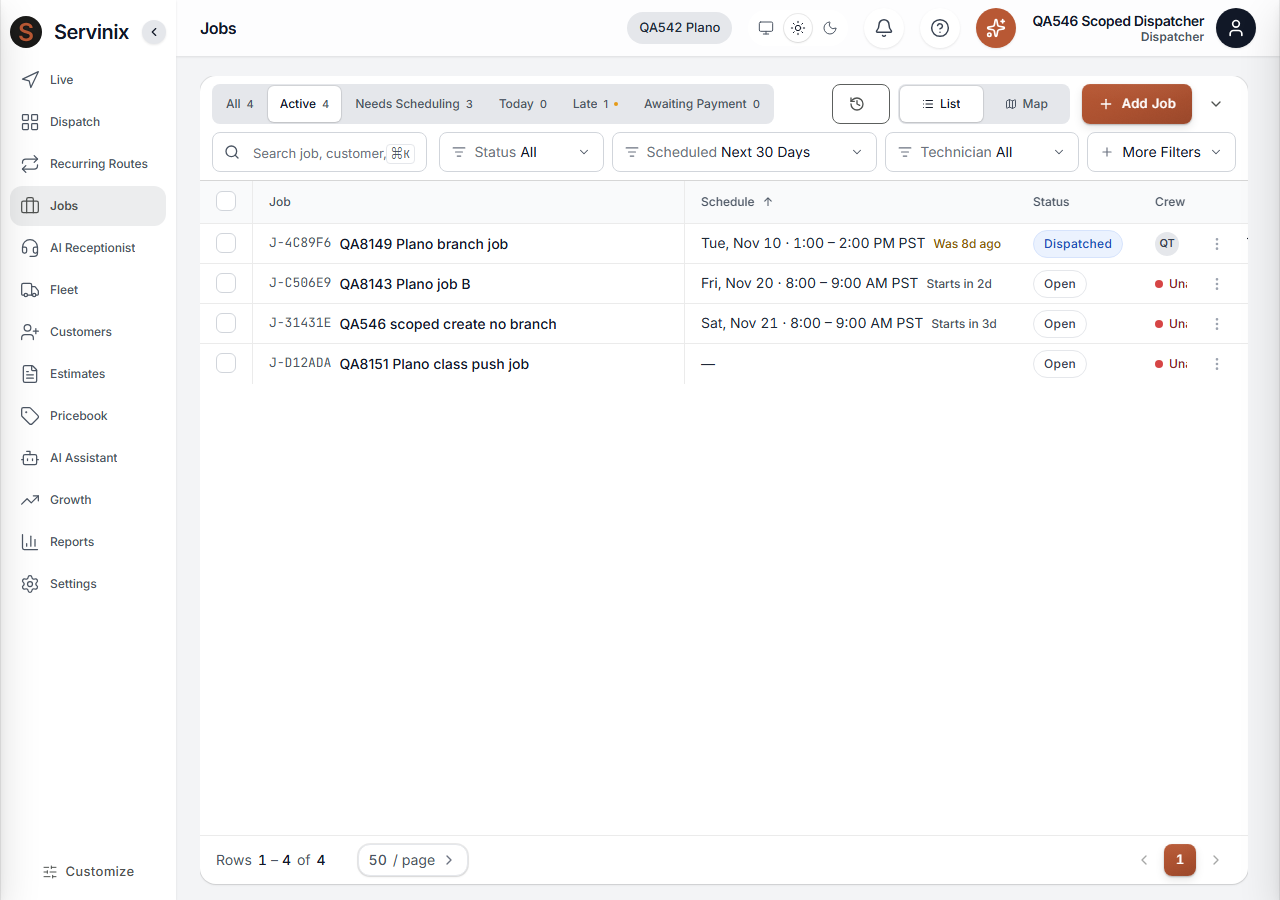 S Servinix
Jobs
QA542 Plano
QA546 Scoped Dispatcher
Dispatcher
Live
Dispatch
Recurring Routes
Jobs
AI Receptionist
Fleet
Customers
Estimates
Pricebook
AI Assistant
Growth
Reports
Settings
Customize
All 4
Active 4
Needs Scheduling 3
Today 0
Late 1
Awaiting Payment 0
List
Map
Add Job
Search job, customer, ⌘K
Status All
Scheduled Next 30 Days
Technician All
More Filters
Job
Schedule
Status
Crew
J-4C89F6 QA8149 Plano branch job Tue, Nov 10 · 1:00 – 2:00 PM PST Was 8d ago Dispatched QT
J-C506E9 QA8143 Plano job B Fri, Nov 20 · 8:00 – 9:00 AM PST Starts in 2d Open
J-31431E QA546 scoped create no branch Sat, Nov 21 · 8:00 – 9:00 AM PST Starts in 3d Open
J-D12ADA QA8151 Plano class push job — Open
Rows 1 – 4 of 4
50 / page
1